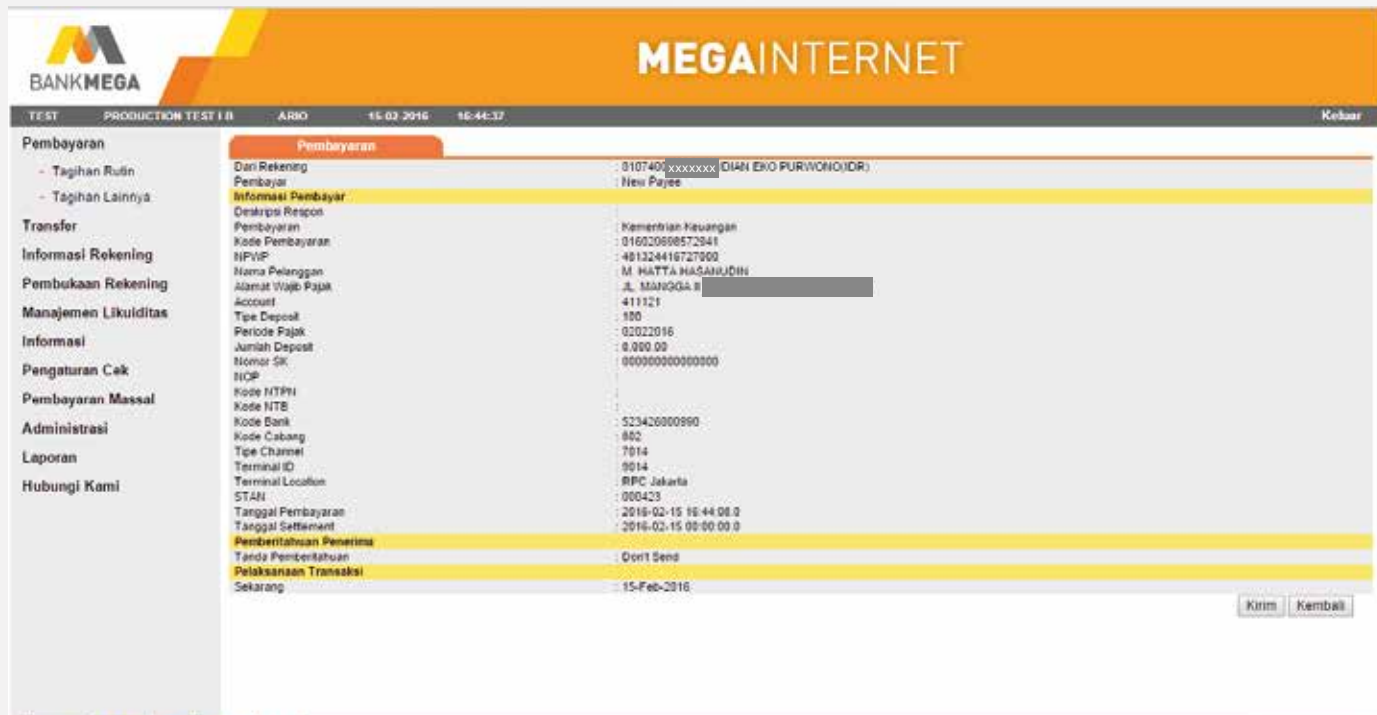 BANKMEGA
MEGAINTERNET
TEST PRODUCTION TEST I B ARIO 15-02-2016 16:44:37 Keluar
Pembayaran
- Tagihan Rutin
- Tagihan Lainnya
Transfer
Informasi Rekening
Pembukaan Rekening
Manajemen Likuiditas
Informasi
Pengaturan Cek
Pembayaran Massal
Administrasi
Laporan
Hubungi Kami
Pembayaran
Dari Rekening : 0107400 xxxxxxx (DIAN EKO PURWONO(IDR)
Pembayar : New Payee
Informasi Pembayar
Deskripsi Respon :
Pembayaran : Kementrian Keuangan
Kode Pembayaran : 016020698572841
NPWP : 481324416727000
Nama Pelanggan : M. HATTA HASANUDIN
Alamat Wajib Pajak : JL. MANGGA II
Account : 411121
Tipe Deposit : 100
Periode Pajak : 02022016
Jumlah Deposit
Nomor SK : 000000000000000
NOP :
Kode NTPN :
Kode NTB :
Kode Bank : 523426000990
Kode Cabang : 802
Tipe Channel : 7014
Terminal ID : 9014
Terminal Location : RPC Jakarta
STAN : 000423
Tanggal Pembayaran : 2016-02-15 16:44:08.0
Tanggal Settlement : 2016-02-15 00:00:00.0
Pemberitahuan Penerima
Tanda Pemberitahuan : Don't Send
Pelaksanaan Transaksi
Sekarang : 15-Feb-2016
Kirim Kembali